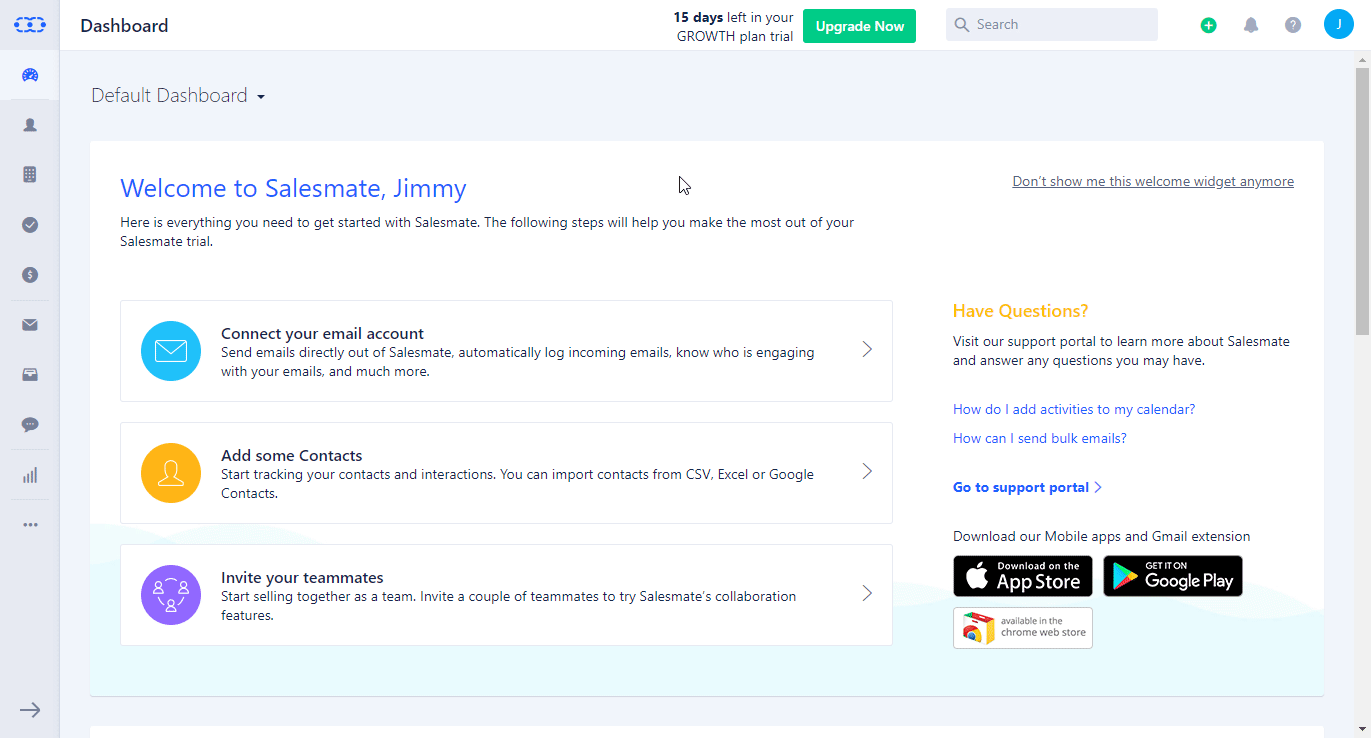 Dashboard
15 days left in your
GROWTH plan trial
Upgrade Now
Search
J
Default Dashboard
Welcome to Salesmate, Jimmy
Don't show me this welcome widget anymore
Here is everything you need to get started with Salesmate. The following steps will help you make the most out of your
Salesmate trial.
Connect your email account
Send emails directly out of Salesmate, automatically log incoming emails, know who is engaging
with your emails, and much more.
Add some Contacts
Start tracking your contacts and interactions. You can import contacts from CSV, Excel or Google
Contacts.
Invite your teammates
Start selling together as a team. Invite a couple of teammates to try Salesmate's collaboration
features.
Have Questions?
Visit our support portal to learn more about Salesmate
and answer any questions you may have.
How do I add activities to my calendar?
How can I send bulk emails?
Go to support portal
Download our Mobile apps and Gmail extension
Download on the
App Store
GET IT ON
Google Play
available in the
chrome web store